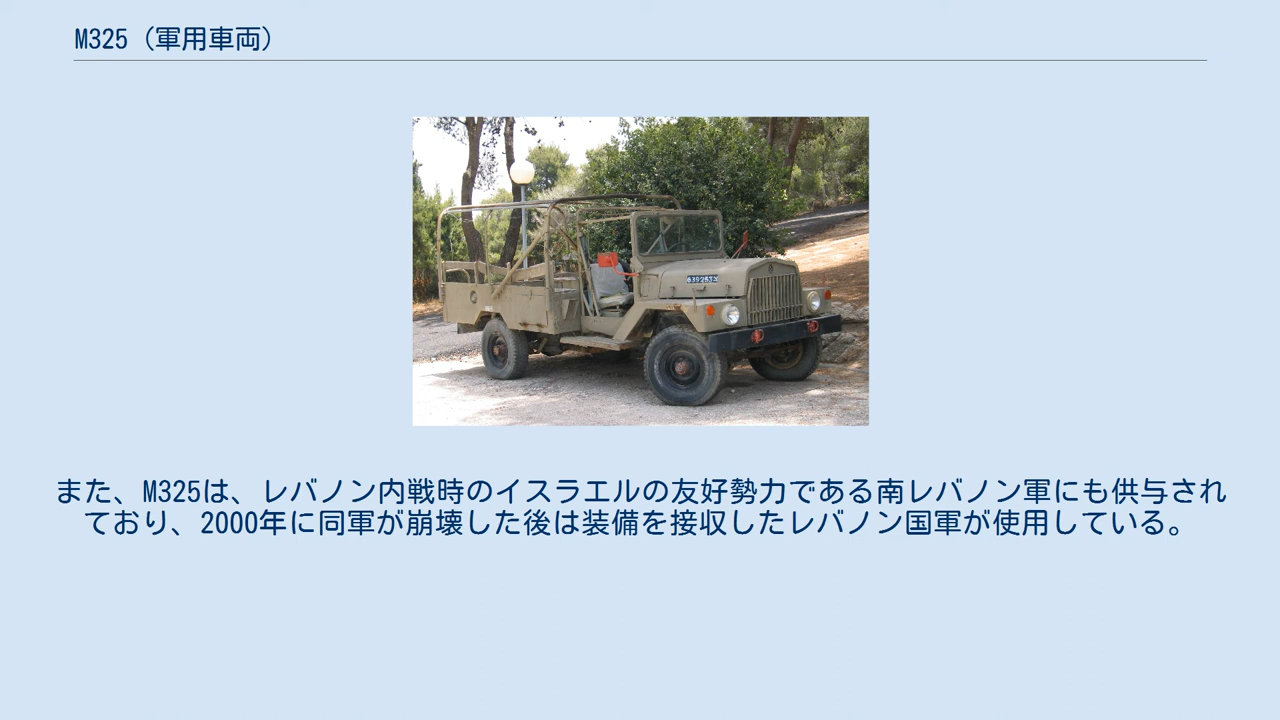 M325（軍用車両）
また、M325は、レバノン内戦時のイスラエルの友好勢力である南レバノン軍にも供与され
ており、2000年に同軍が崩壊した後は装備を接収したレバノン国軍が使用している。